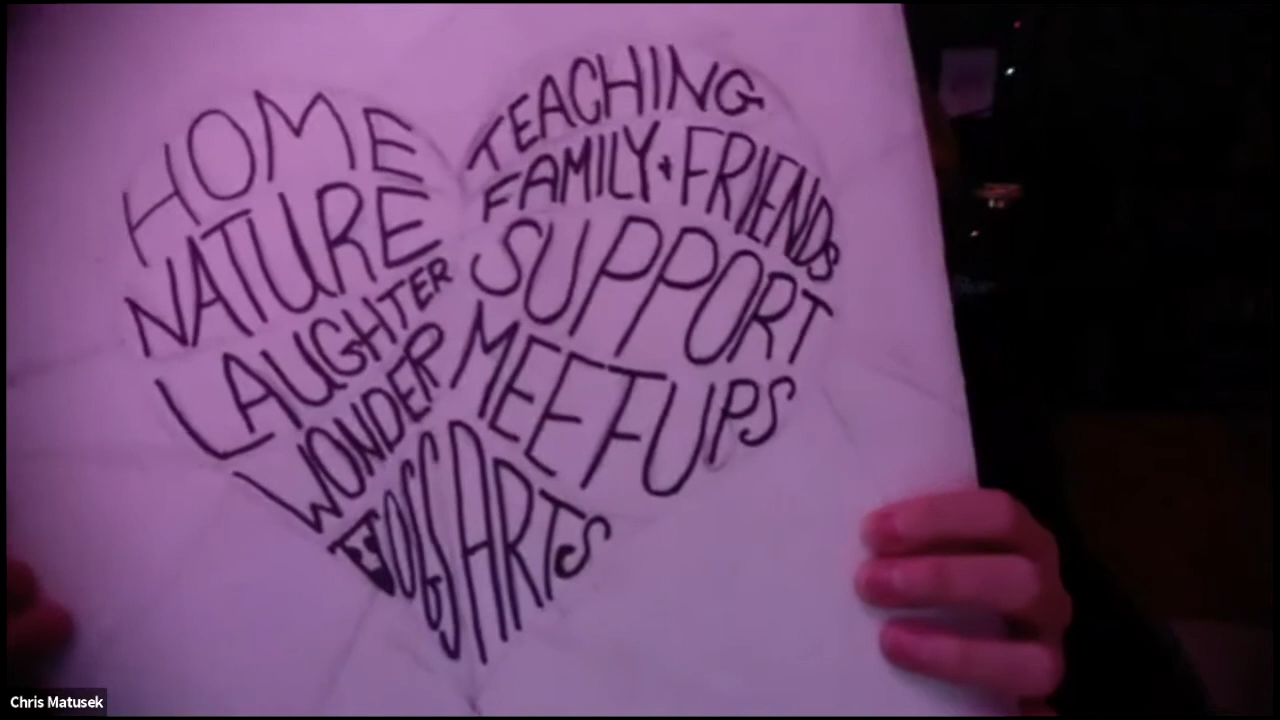 HOME
NATURE
LAUGHTER
WONDER
DOGS
TEACHING
FAMILY + FRIENDS
SUPPORT
MEETUPS
ARTS
Chris Matusek